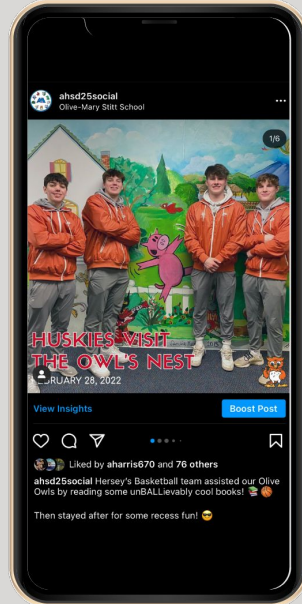 ahsd25social
Olive-Mary Stitt School
1/6
HUSKIES VISIT
THE OWL'S NEST
FEBRUARY 28, 2022
View Insights
Boost Post
Liked by aharris670 and 76 others
ahsd25social Hersey's Basketball team assisted our Olive
Owls by reading some unBALLievably cool books! 📚 🏀
Then stayed after for some recess fun! 😎